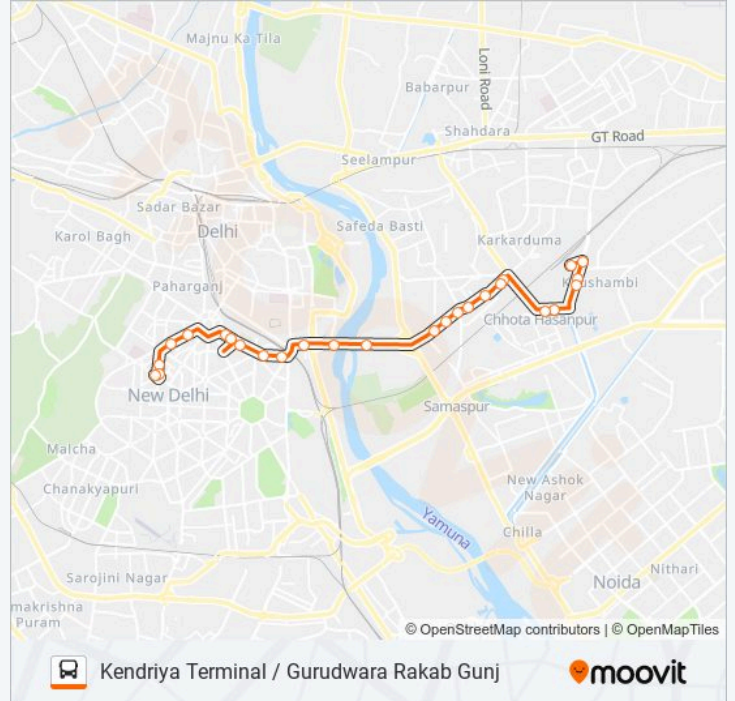 Majnu Ka Tila
Loni Road
Babarpur
Shahdara
GT Road
Seelampur
Sadar Bazar
Safeda Basti
Karol Bagh
Delhi
Karkarduma
Paharganj
Chhota Hasanpur
New Delhi
Samaspur
Malcha
Chanakyapuri
New Ashok
Nagar
Yamuna
Chilla
Sarojini Nagar
Nithari
Noida
makrishna
Puram
© OpenStreetMap contributors | © OpenMapTiles
Kendriya Terminal / Gurudwara Rakab Gunj
moovit